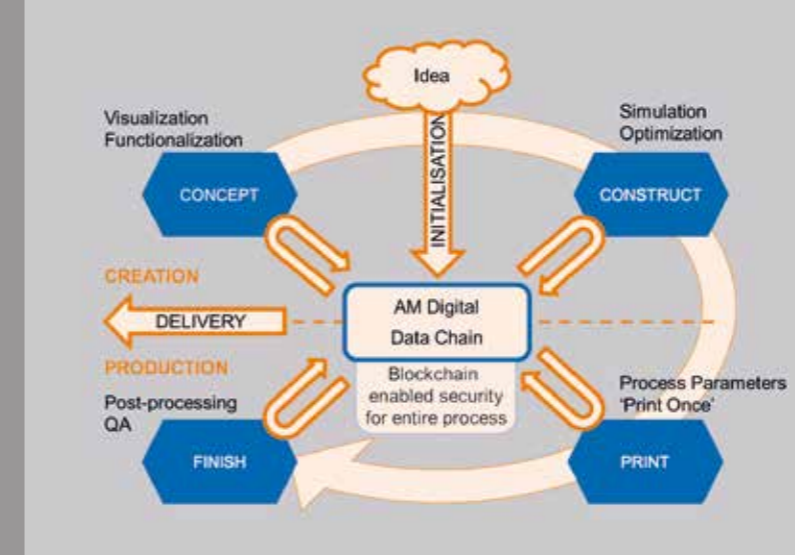 Idea
Visualization
Functionalization
Simulation
Optimization
CONCEPT
INITIALISATION
CONSTRUCT
CREATION
AM Digital
Data Chain
DELIVERY
PRODUCTION
Blockchain
enabled security
for entire process
Post-processing
QA
Process Parameters
'Print Once'
FINISH
PRINT